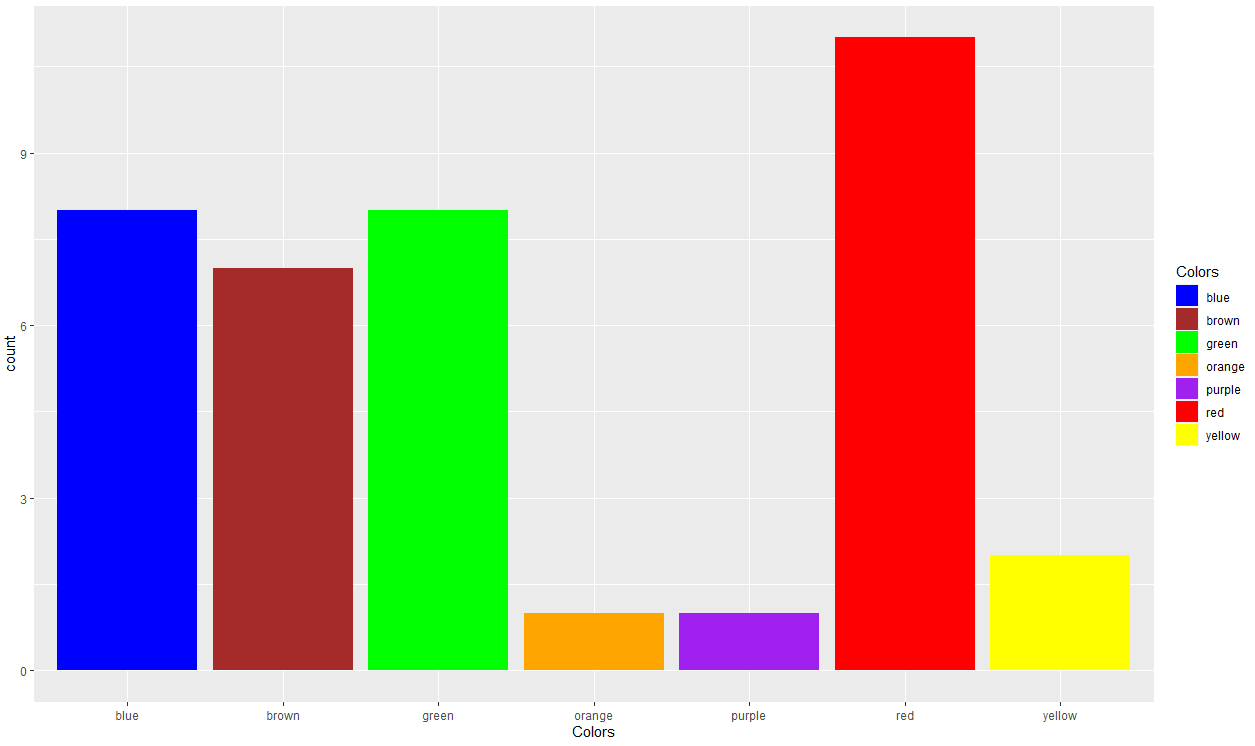 count
9
6
3
0
blue brown green orange purple red yellow
Colors
Colors
blue
brown
green
orange
purple
red
yellow